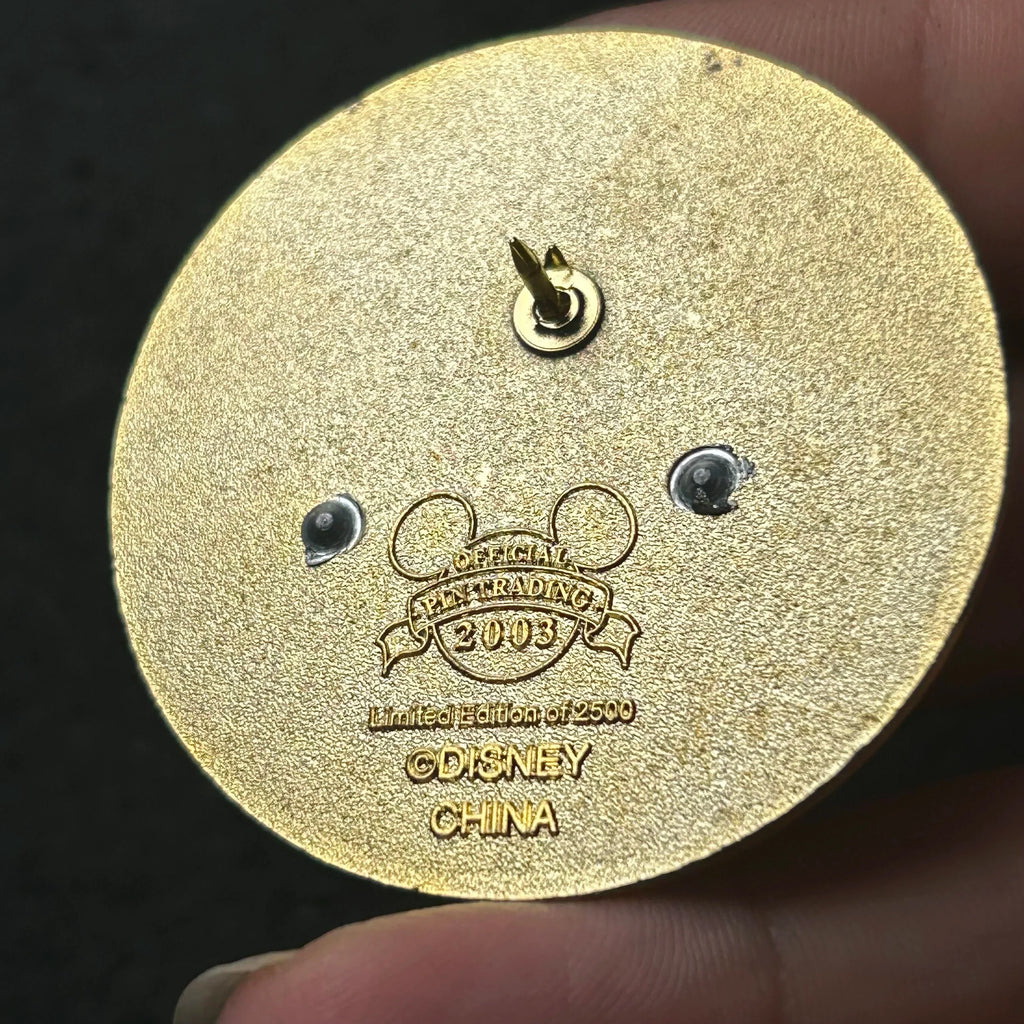 OFFICIAL
PIN TRADING
2003
Limited Edition of 2500
©DISNEY
CHINA